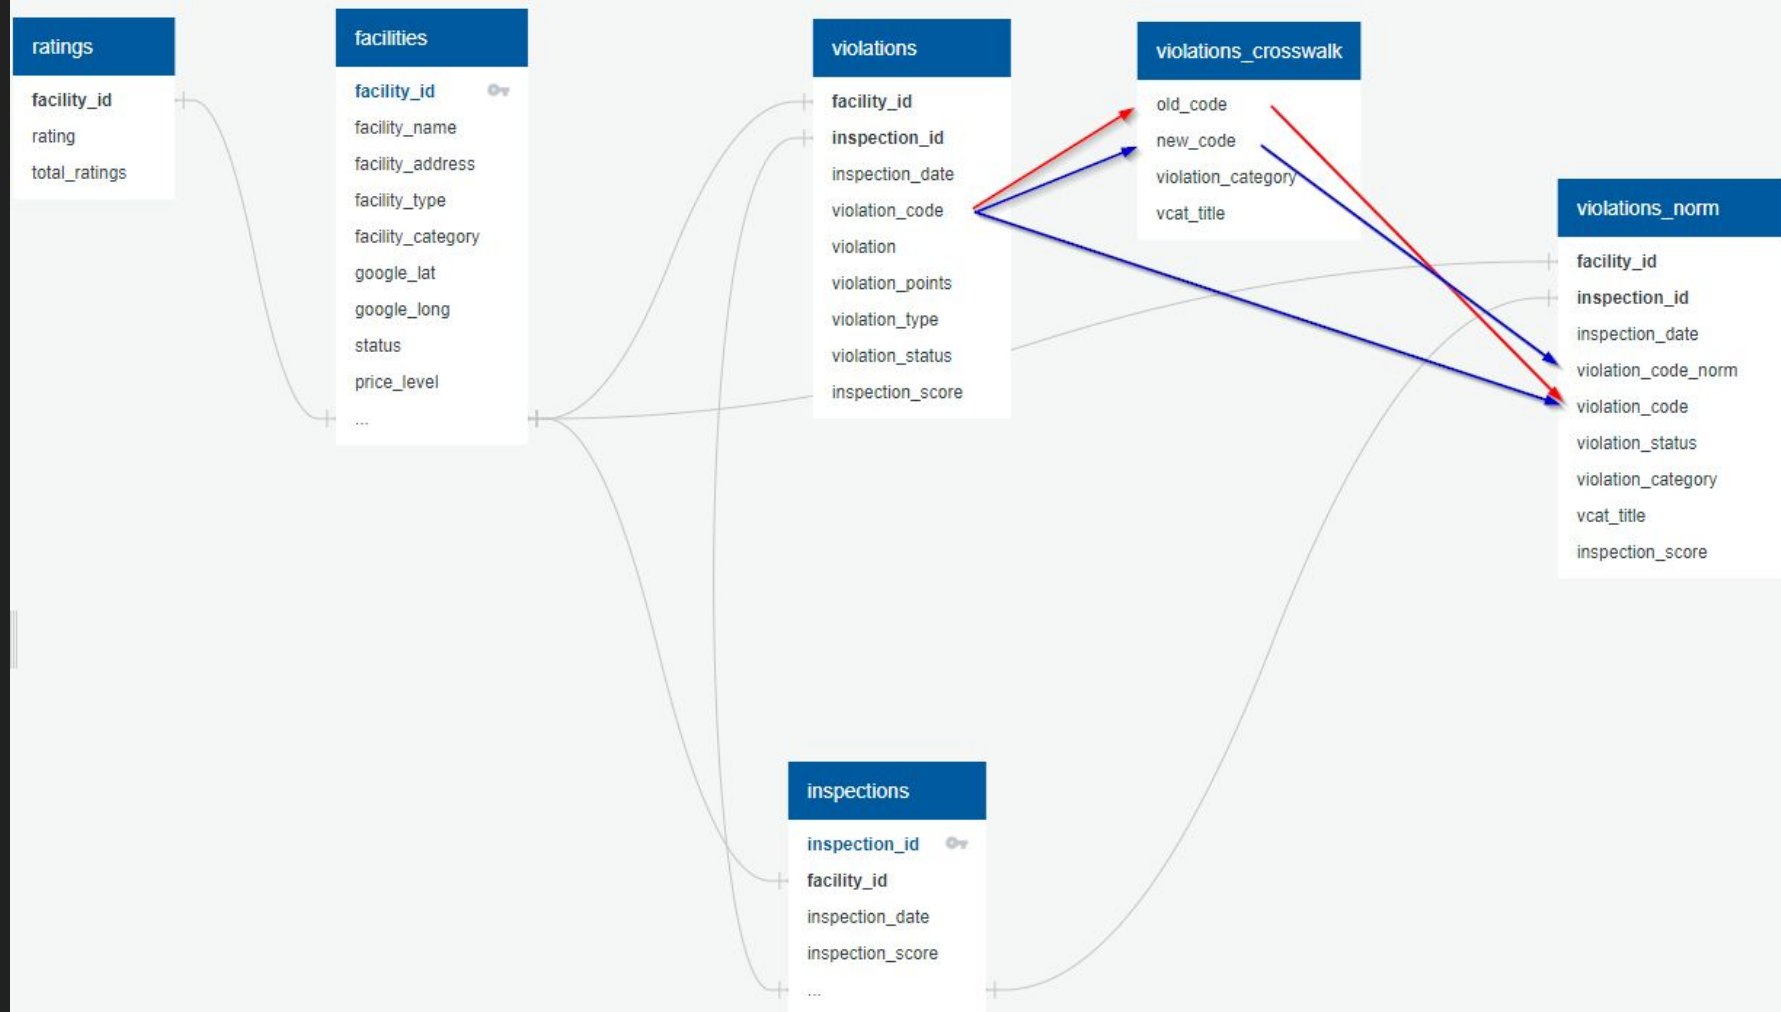 ratings
facility_id
rating
total_ratings
facilities
facility_id
facility_name
facility_address
facility_type
facility_category
google_lat
google_long
status
price_level
...
violations
facility_id
inspection_id
inspection_date
violation_code
violation
violation_points
violation_type
violation_status
inspection_score
violations_crosswalk
old_code
new_code
violation_category
vcat_title
violations_norm
facility_id
inspection_id
inspection_date
violation_code_norm
violation_code
violation_status
violation_category
vcat_title
inspection_score
inspections
inspection_id
facility_id
inspection_date
inspection_score
...